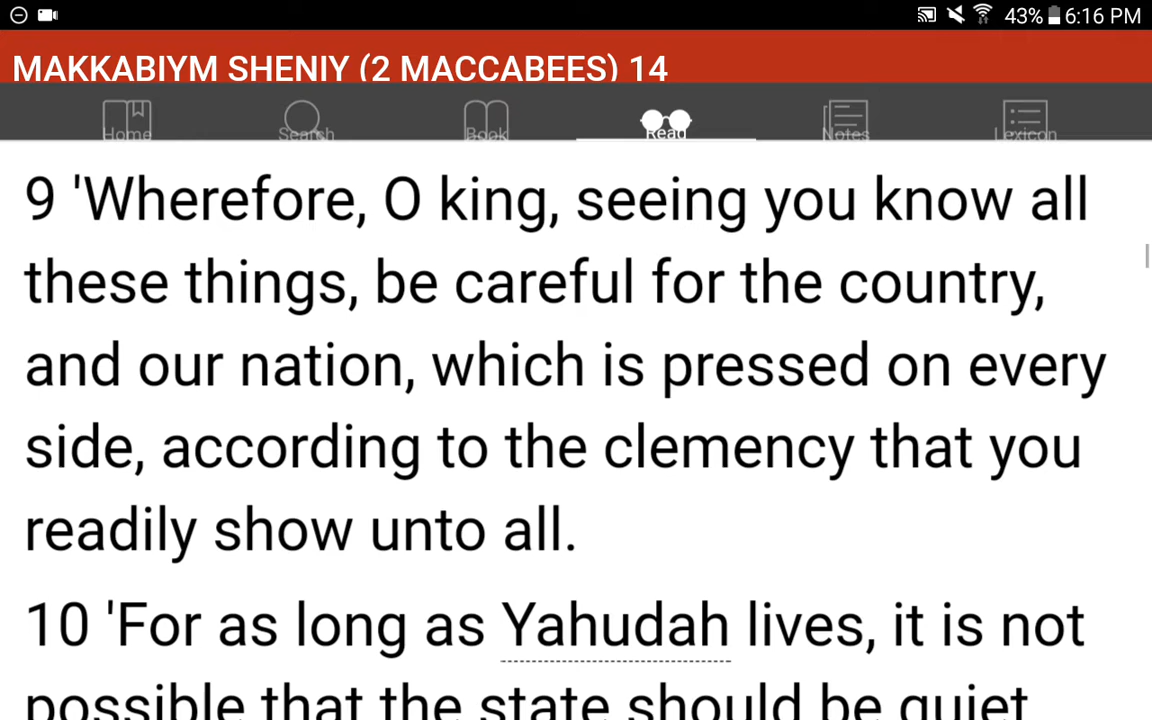 43% 6:16 PM
MAKKABIYM SHENIY (2 MACCABEES) 14
Home Search Book Read Notes Lexicon
9 'Wherefore, O king, seeing you know all
these things, be careful for the country,
and our nation, which is pressed on every
side, according to the clemency that you
readily show unto all.
10 'For as long as Yahudah lives, it is not
possible that the state should be quiet